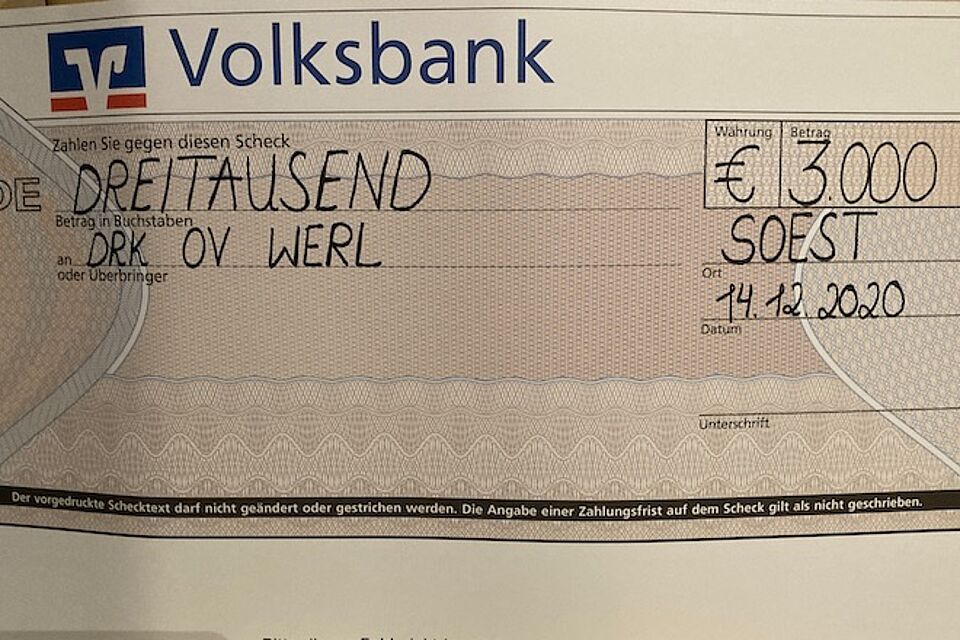 Volksbank
Zahlen Sie gegen diesen Scheck
Währung Betrag
DE DREITAUSEND € 3.000
Betrag in Buchstaben
an DRK OV WERL SOEST
oder Überbringer Ort
14.12.2020
Datum
Unterschrift
Der vorgedruckte Schecktext darf nicht geändert oder gestrichen werden. Die Angabe einer Zahlungsfrist auf dem Scheck gilt als nicht geschrieben.